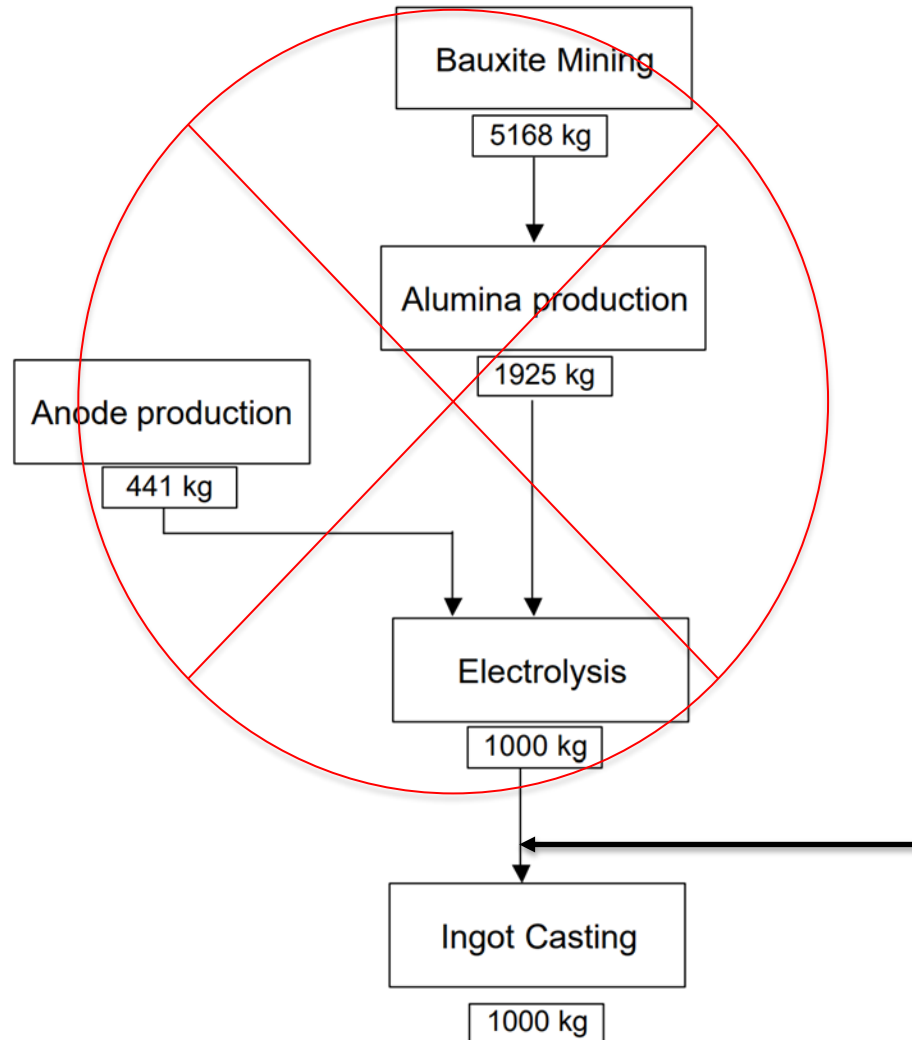 Bauxite Mining
5168 kg
Alumina production
1925 kg
Anode production
441 kg
Electrolysis
1000 kg
Ingot Casting
1000 kg